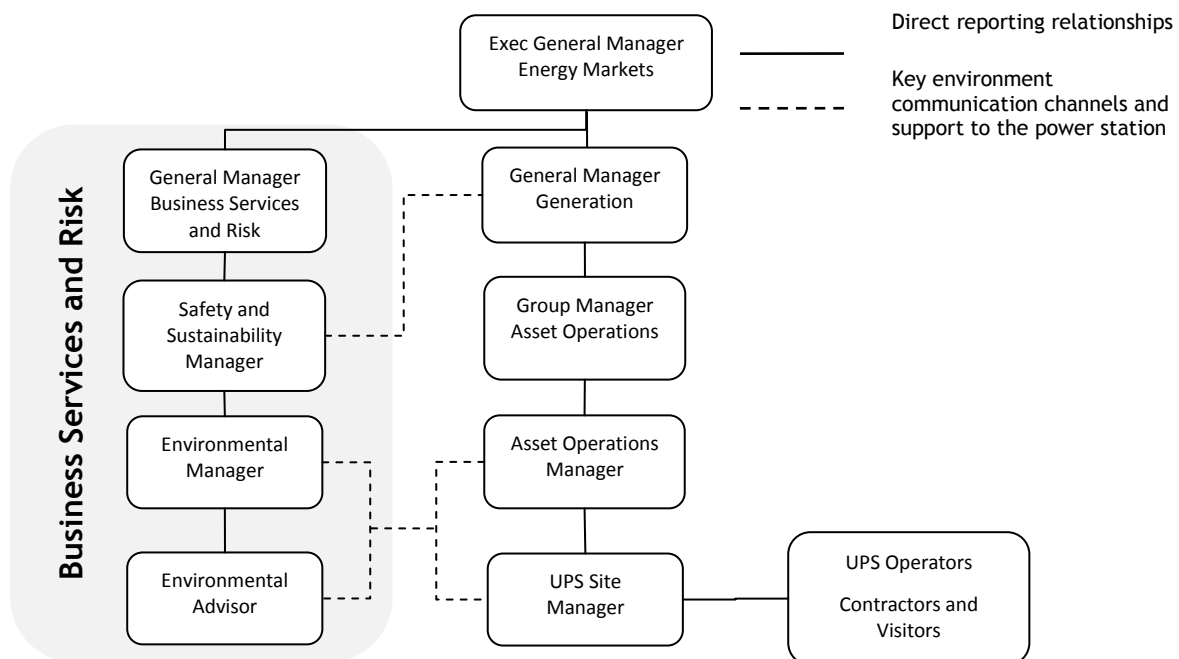 Direct reporting relationships
Exec General Manager
Energy Markets
Key environment
communication channels and
support to the power station
Business Services and Risk
General Manager
Business Services
and Risk
General Manager
Generation
Safety and
Sustainability
Manager
Group Manager
Asset Operations
Environmental
Manager
Asset Operations
Manager
Environmental
Advisor
UPS Site
Manager
UPS Operators
Contractors and
Visitors